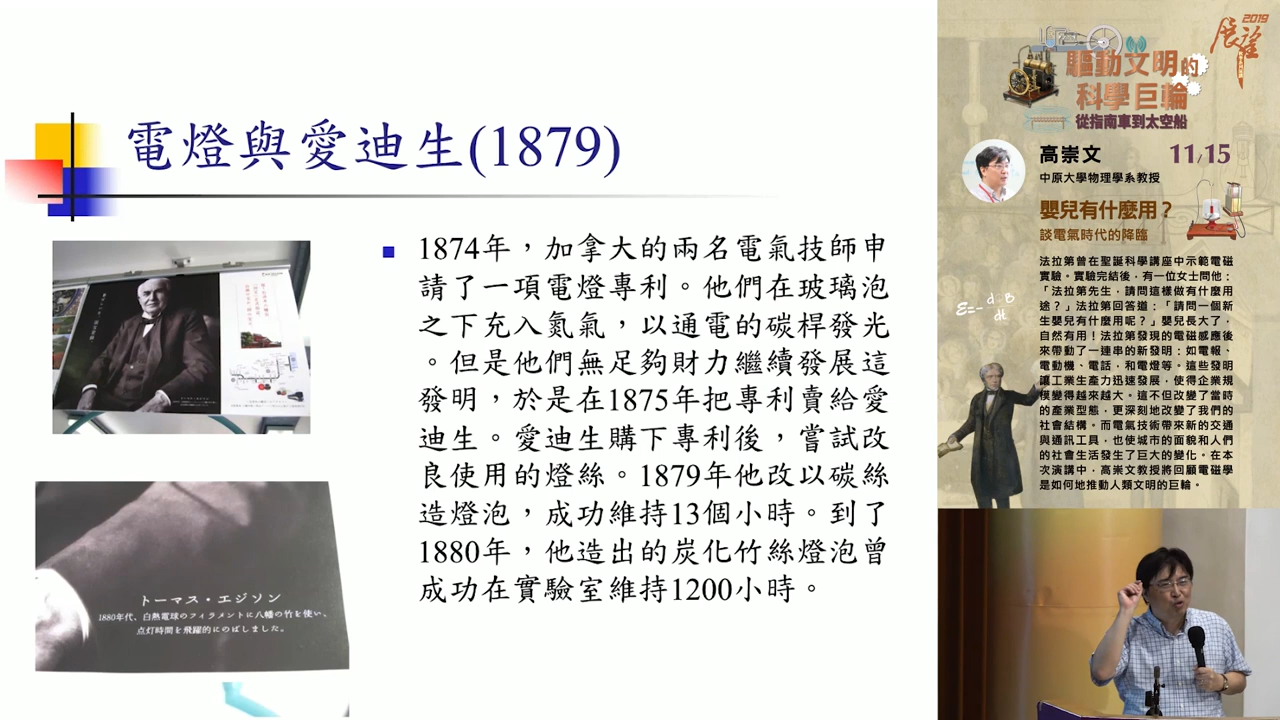 電燈與愛迪生(1879)
1874年，加拿大的兩名電氣技師申
請了一項電燈專利。他們在玻璃泡
之下充入氮氣，以通電的碳桿發光
。但是他們無足夠財力繼續發展這
發明，於是在1875年把專利賣給愛
迪生。愛迪生購下專利後，嘗試改
良使用的燈絲。1879年他改以碳絲
造燈泡，成功維持13個小時。到了
1880年，他造出的炭化竹絲燈泡曾
成功在實驗室維持1200小時。
トーマス・エジソン
1880年代、白熱電球のフィラメントに八幡の竹を使い、
点灯時間を飛躍的にのばしました。
2019
展望
驅動文明的
科學巨輪
從指南車到太空船
高崇文
11/15
中原大學物理學系教授
嬰兒有什麼用？
談電氣時代的降臨
法拉第曾在聖誕科學講座中示範電磁
實驗。實驗完結後，有一位女士問他：
「法拉第先生，請問這樣做有什麼用
途？」法拉第回答道：「請問一個新
生嬰兒有什麼用呢？」嬰兒長大了，
自然有用！法拉第發現的電磁感應後
來帶動了一連串的新發明：如電報、
電動機、電話，和電燈等。這些發明
讓工業生產力迅速發展，使得企業規
模變得越來越大。這不但改變了當時
的產業型態，更深刻地改變了我們的
社會結構。而電氣技術帶來新的交通
與通訊工具，也使城市的面貌和人們
的社會生活發生了巨大的變化。在本
次演講中，高崇文教授將回顧電磁學
是如何地推動人類文明的巨輪。